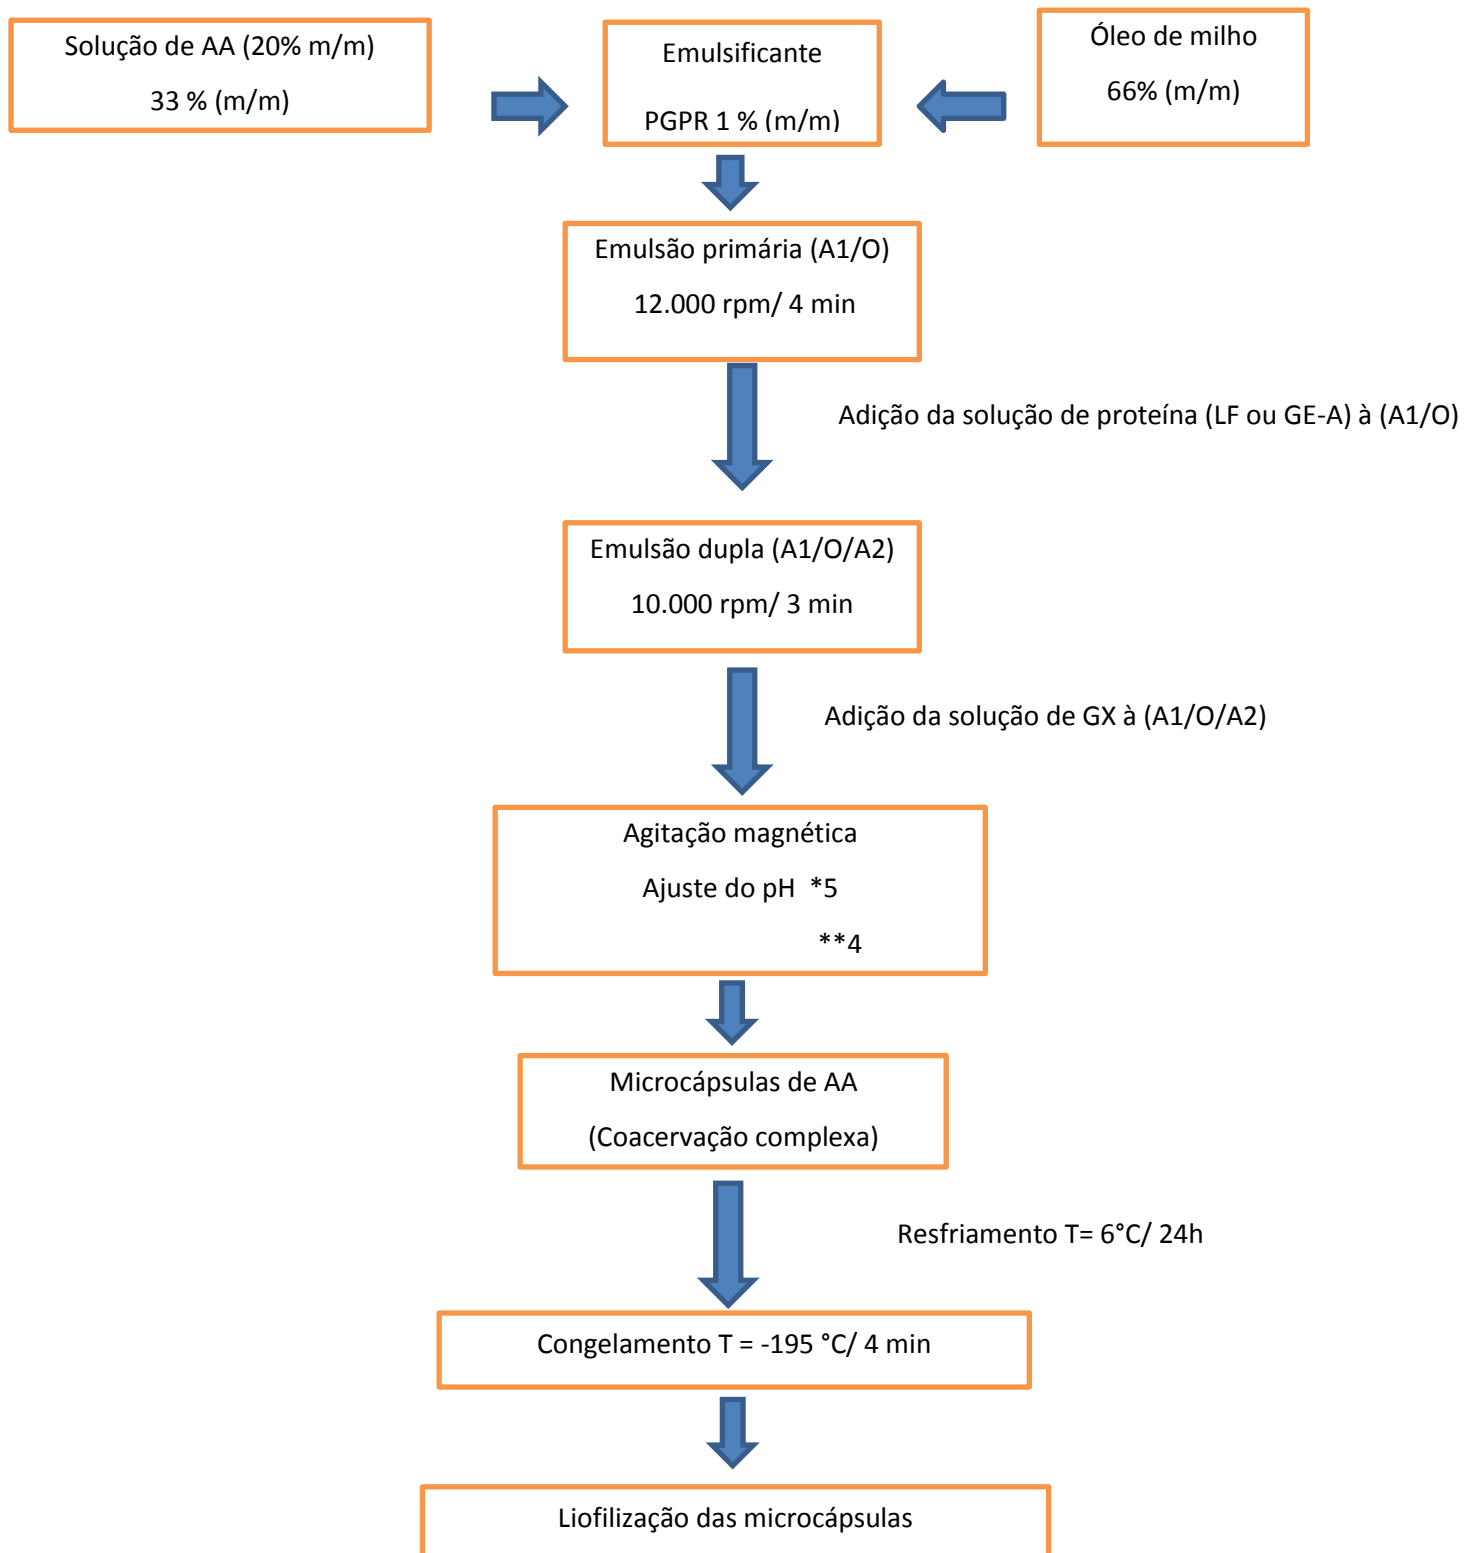 Solução de AA (20% m/m)
33 % (m/m)
Emulsificante
PGPR 1 % (m/m)
Óleo de milho
66% (m/m)
Emulsão primária (A1/O)
12.000 rpm/ 4 min
Adição da solução de proteína (LF ou GE-A) à (A1/O)
Emulsão dupla (A1/O/A2)
10.000 rpm/ 3 min
Adição da solução de GX à (A1/O/A2)
Agitação magnética
Ajuste do pH *5
**4
Microcápsulas de AA
(Coacervação complexa)
Resfriamento T= 6°C/ 24h
Congelamento T = -195 °C/ 4 min
Liofilização das microcápsulas